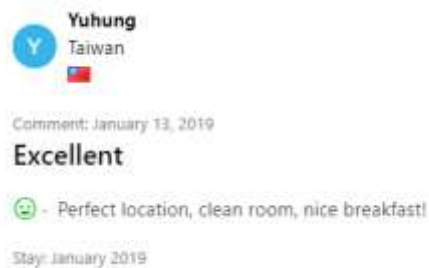 Y
Yuhung
Taiwan
Comment: January 13, 2019
Excellent
- Perfect location, clean room, nice breakfast!
Stay: January 2019